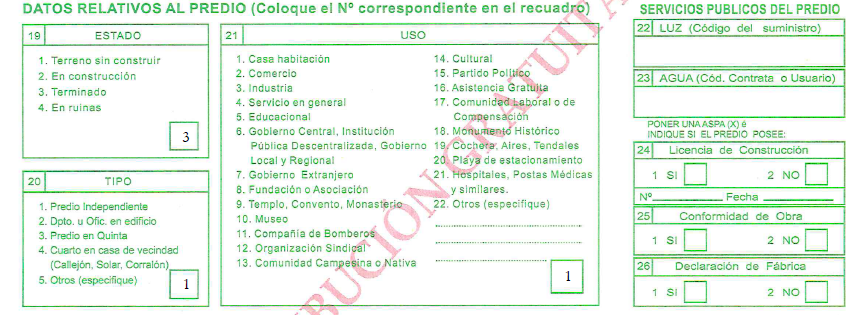 DATOS RELATIVOS AL PREDIO (Coloque el Nº correspondiente en el recuadro)
19 ESTADO
1. Terreno sin construir
2. En construcción
3. Terminado
4. En ruinas
3
20 TIPO
1. Predio Independiente
2. Dpto. u Ofic. en edificio
3. Predio en Quinta
4. Cuarto en casa de vecindad
(Callejón, Solar, Corralón)
5. Otros (especifique)
1
21 USO
1. Casa habitación
2. Comercio
3. Industria
4. Servicio en general
5. Educacional
6. Gobierno Central, Institución
Pública Descentralizada, Gobierno
Local y Regional
7. Gobierno Extranjero
8. Fundación o Asociación
9. Templo, Convento, Monasterio
10. Museo
11. Compañia de Bomberos
12. Organización Sindical
13. Comunidad Campesina o Nativa
14. Cultural
15. Partido Político
16. Asistencia Gratuita
17. Comunidad Laboral o de
Compensación
18. Monumento Histórico
19. Cochera, Aires, Tendales
20. Playa de estacionamiento
21. Hospitales, Postas Médicas
y similares.
22. Otros (especifique)
1
SERVICIOS PUBLICOS DEL PREDIO
22 LUZ (Código del suministro)
23 AGUA (Cód. Contrata o Usuario)
PONER UNA ASPA (X) é
INDIQUE SI EL PREDIO POSEE:
24 Licencia de Construcción
1 SI 2 NO
Nº Fecha
25 Conformidad de Obra
1 SI 2 NO
26 Declaración de Fábrica
1 SI 2 NO
BUCIÓN GRATUITA